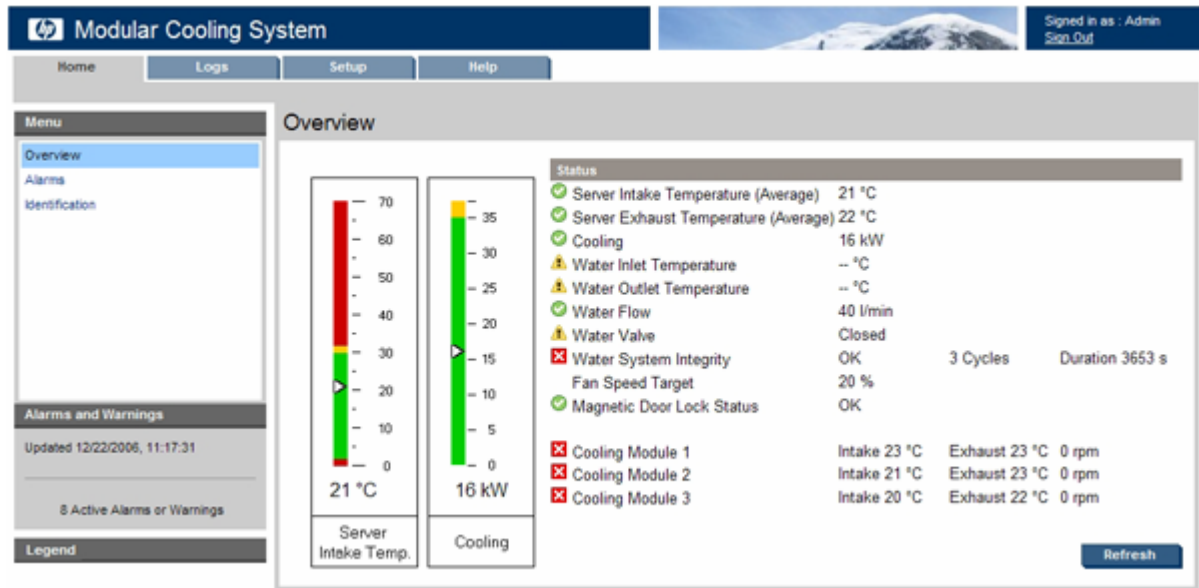 hp Modular Cooling System
Signed in as : Admin
Sign Out
Home Logs Setup Help
Menu
Overview
Alarms
Identification
Alarms and Warnings
Updated 12/22/2006, 11:17:31
8 Active Alarms or Warnings
Legend
Overview
70
60
50
40
30
20
10
0
21 °C
Server
Intake Temp.
35
30
25
20
15
10
5
0
16 kW
Cooling
Status
Server Intake Temperature (Average) 21 °C
Server Exhaust Temperature (Average) 22 °C
Cooling 16 kW
Water Inlet Temperature -- °C
Water Outlet Temperature -- °C
Water Flow 40 l/min
Water Valve Closed
Water System Integrity OK 3 Cycles Duration 3653 s
Fan Speed Target 20 %
Magnetic Door Lock Status OK
Cooling Module 1 Intake 23 °C Exhaust 23 °C 0 rpm
Cooling Module 2 Intake 21 °C Exhaust 23 °C 0 rpm
Cooling Module 3 Intake 20 °C Exhaust 22 °C 0 rpm
Refresh